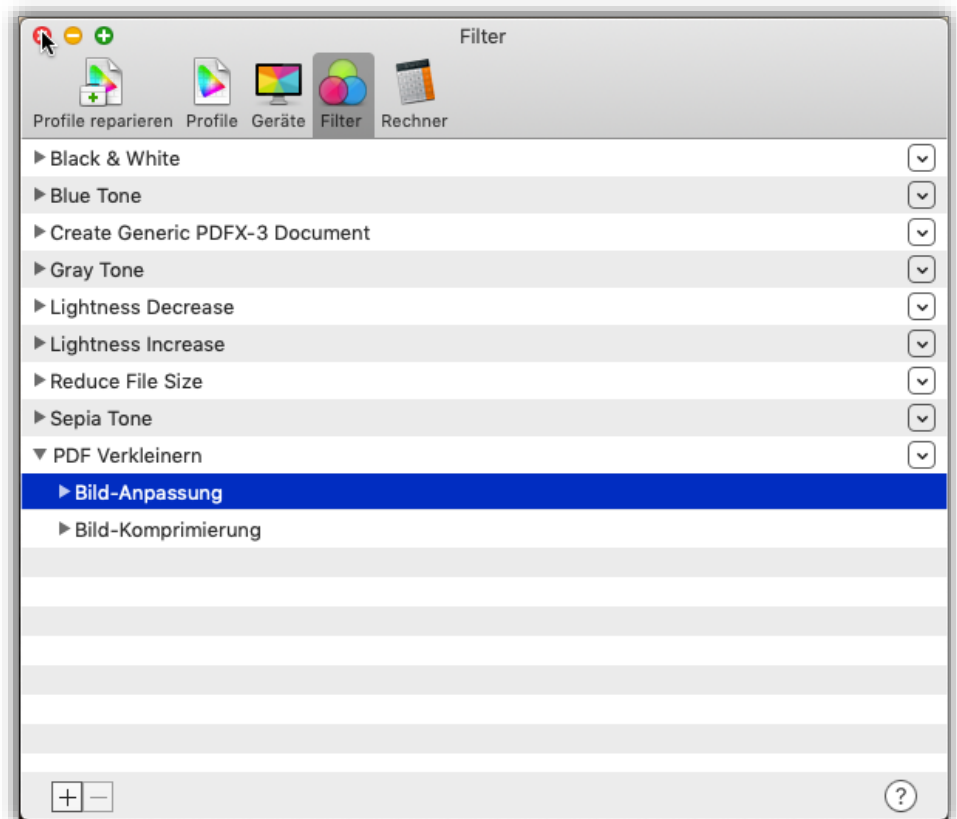 Filter
Profile reparieren Profile Geräte Filter Rechner
Black & White
Blue Tone
Create Generic PDFX-3 Document
Gray Tone
Lightness Decrease
Lightness Increase
Reduce File Size
Sepia Tone
PDF Verkleinern
Bild-Anpassung
Bild-Komprimierung